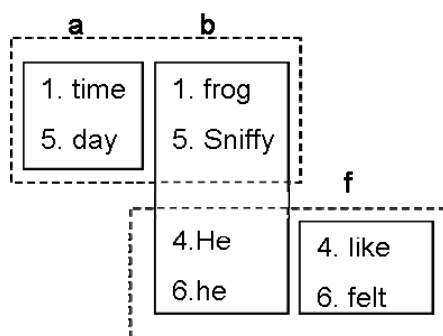 a b
1. time 1. frog
5. day 5. Sniffy
f
4.He 4. like
6.he 6. felt